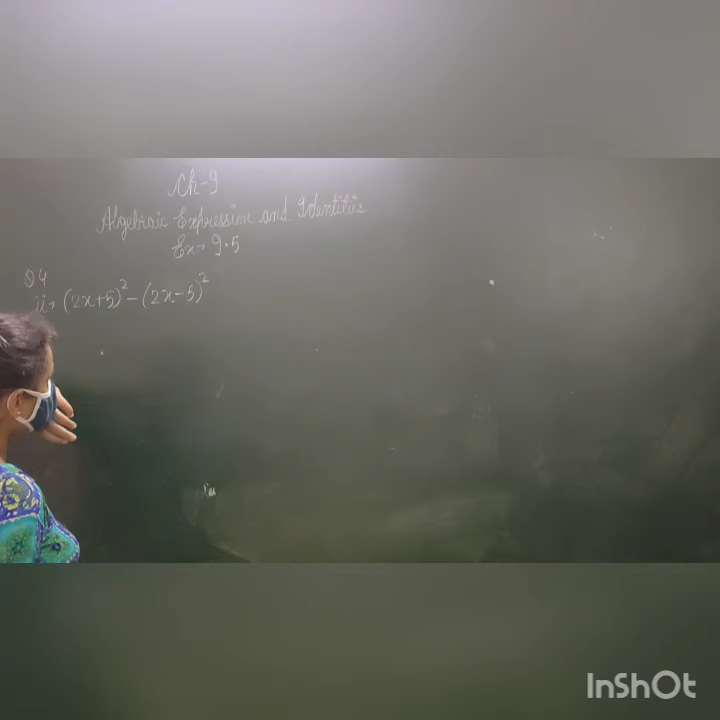 Ch-9
Algebraic Expression and Identities
Ex → 9.5
Q4
ii→ (2x+5)² - (2x-5)²
InShOt